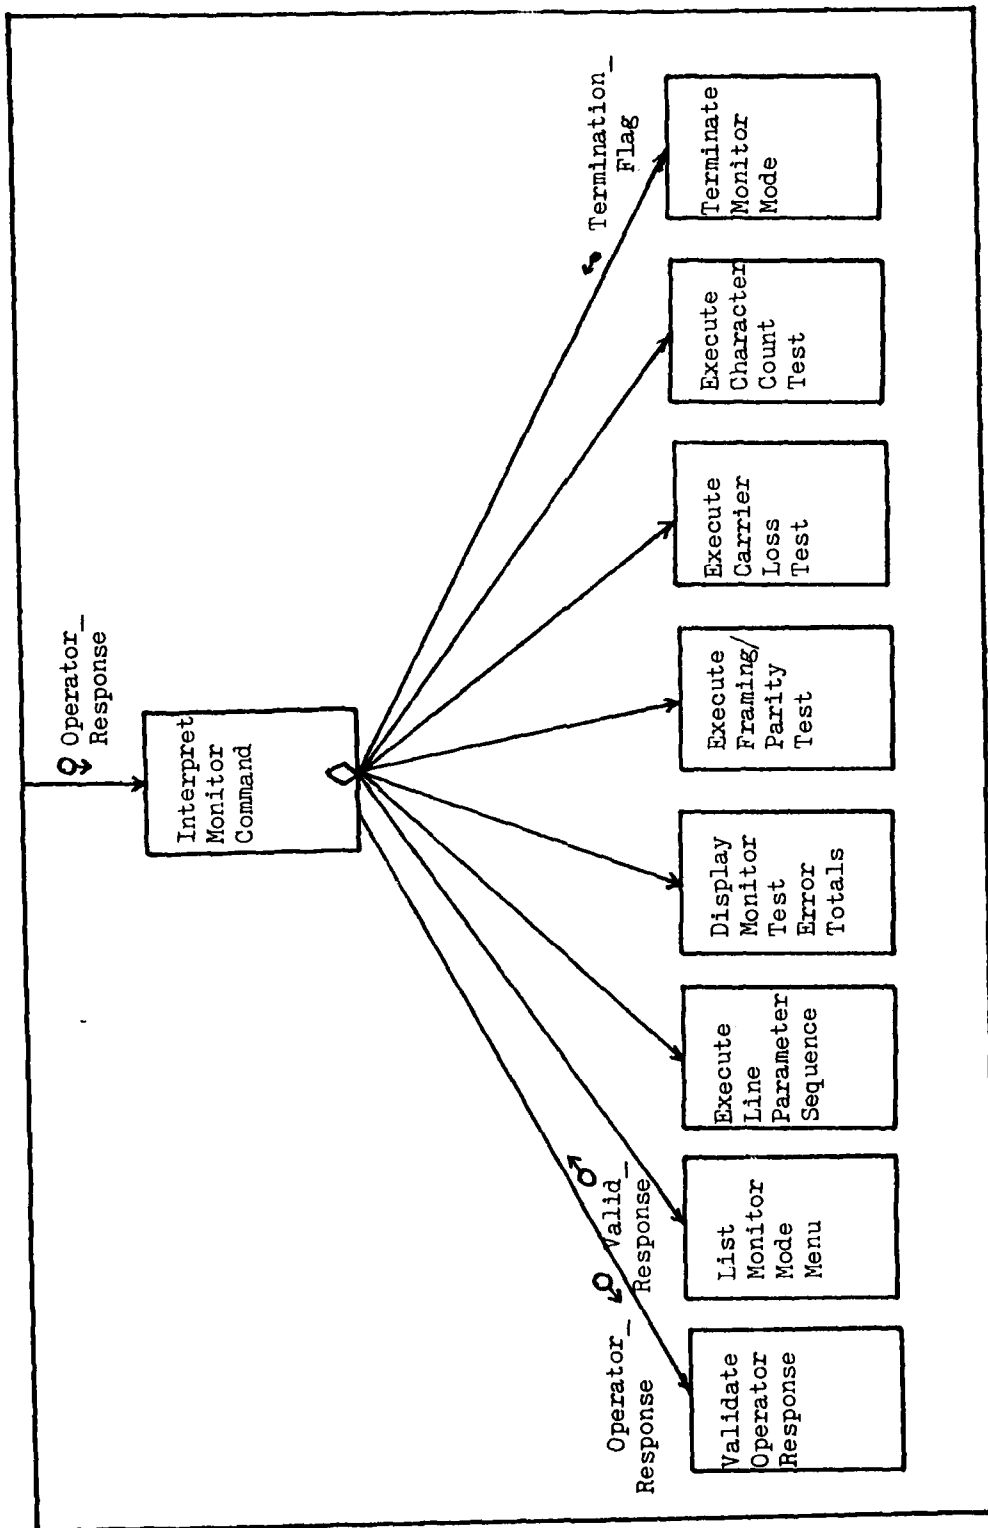 Operator_
Response
Interpret
Monitor
Command
Operator_
Response
Valid_
Response
Termination_
Flag
Validate
Operator
Response
List
Monitor
Mode
Menu
Execute
Line
Parameter
Sequence
Display
Monitor
Test
Error
Totals
Execute
Framing/
Parity
Test
Execute
Carrier
Loss
Test
Execute
Character
Count
Test
Terminate
Monitor
Mode